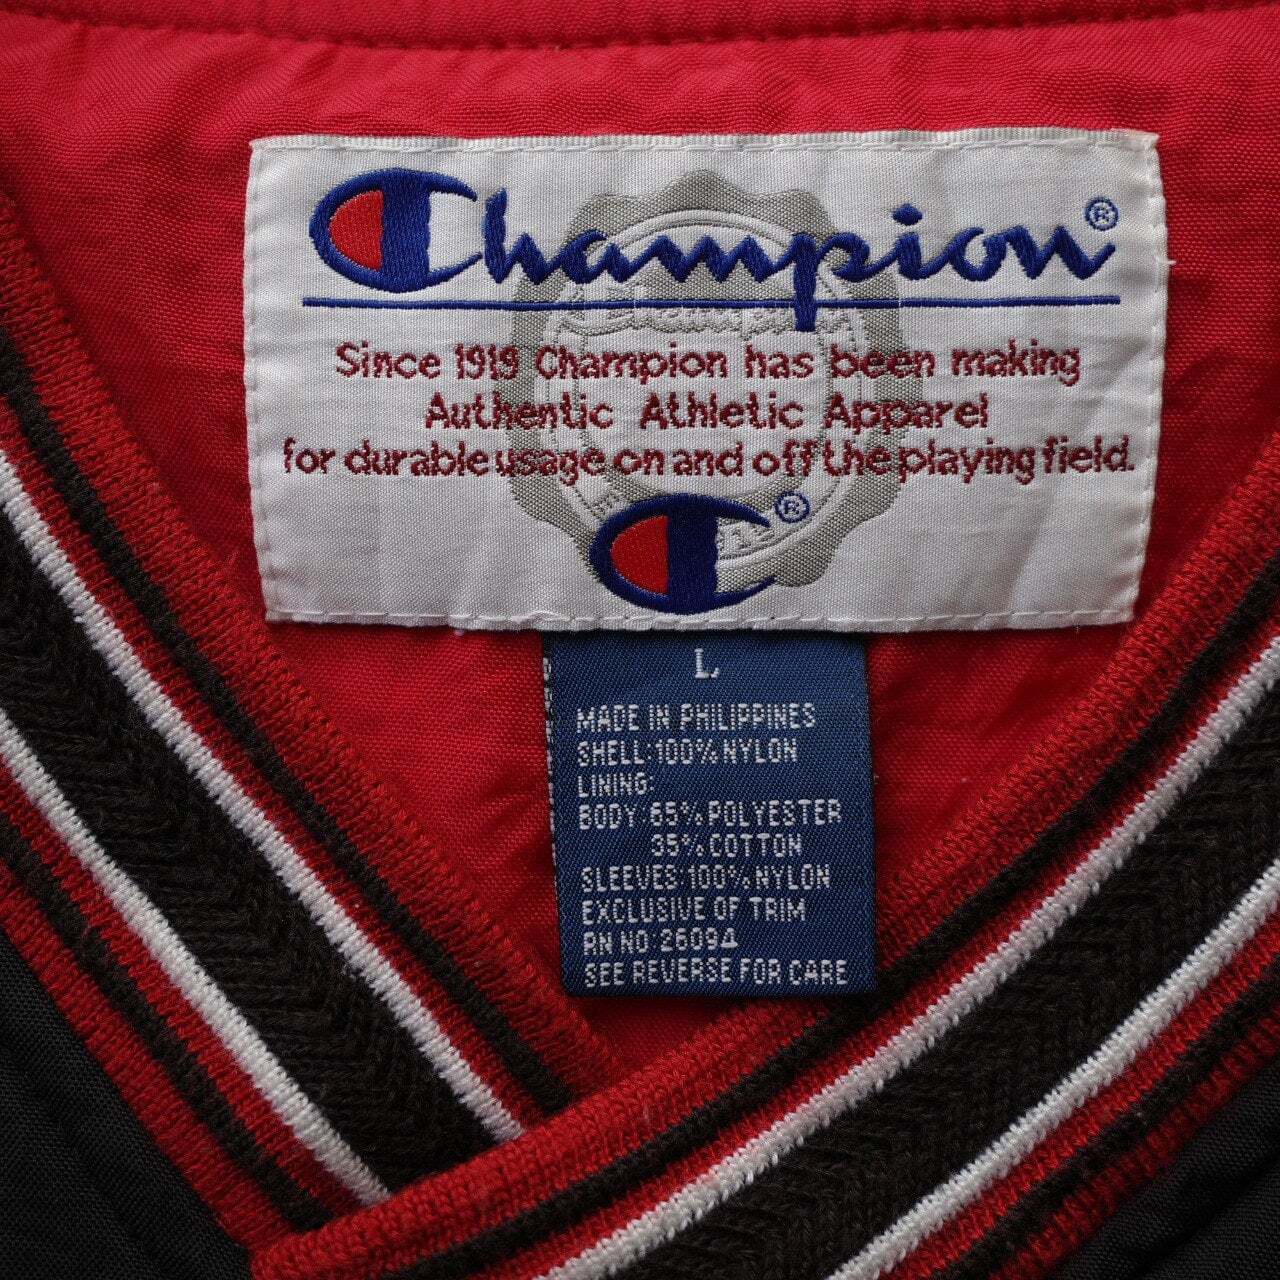 Champion®
Since 1919 Champion has been making
Authentic Athletic Apparel
for durable usage on and off the playing field.
®
L
MADE IN PHILIPPINES
SHELL:100% NYLON
LINING:
BODY 65% POLYESTER
35% COTTON
SLEEVES 100% NYLON
EXCLUSIVE OF TRIM
RN NO 26094
SEE REVERSE FOR CARE